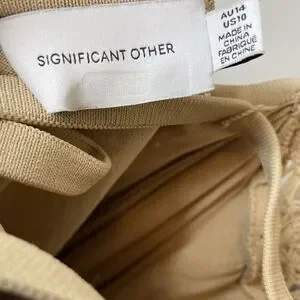 SIGNIFICANT OTHER
AU14
US10
MADE IN
CHINA
FABRIQUÉ
EN CHINE